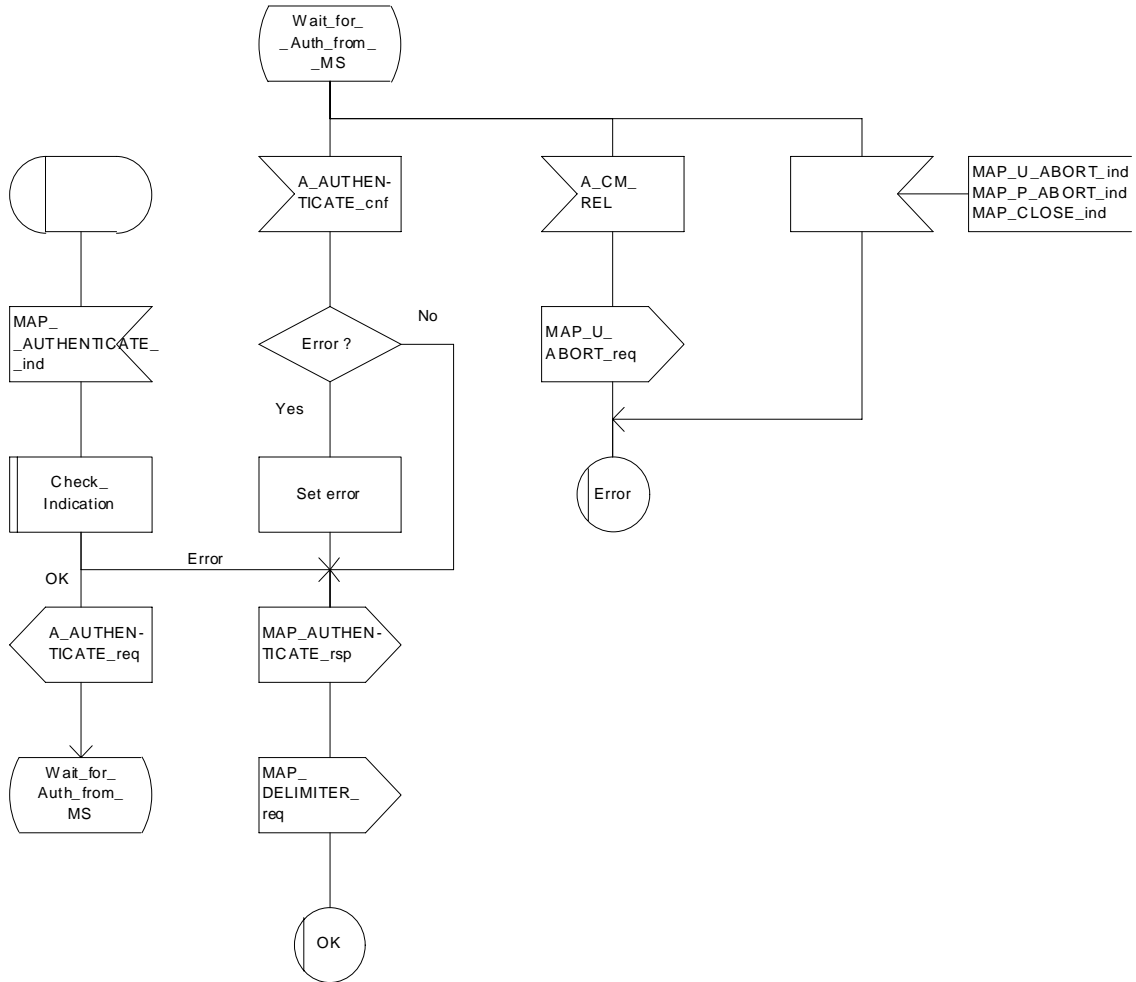 Wait_for_
_Auth_from_
_MS
A_AUTHEN-
TICATE_cnf
A_CM_
REL
MAP_U_ABORT_ind
MAP_P_ABORT_ind
MAP_CLOSE_ind
MAP_
_AUTHENTICATE_
_ind
Error ?
No
Yes
MAP_U_
ABORT_req
Check_
Indication
Set error
Error
Error
OK
A_AUTHEN-
TICATE_req
MAP_AUTHEN-
TICATE_rsp
Wait_for_
Auth_from_
MS
MAP_
DELIMITER_
req
OK